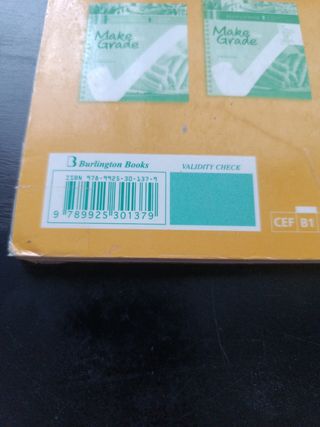 Make
Grade
Make
Grade
Burlington Books
VALIDITY CHECK
ISBN 978-9925-30-137-9
9 789925 301379
CEF B1